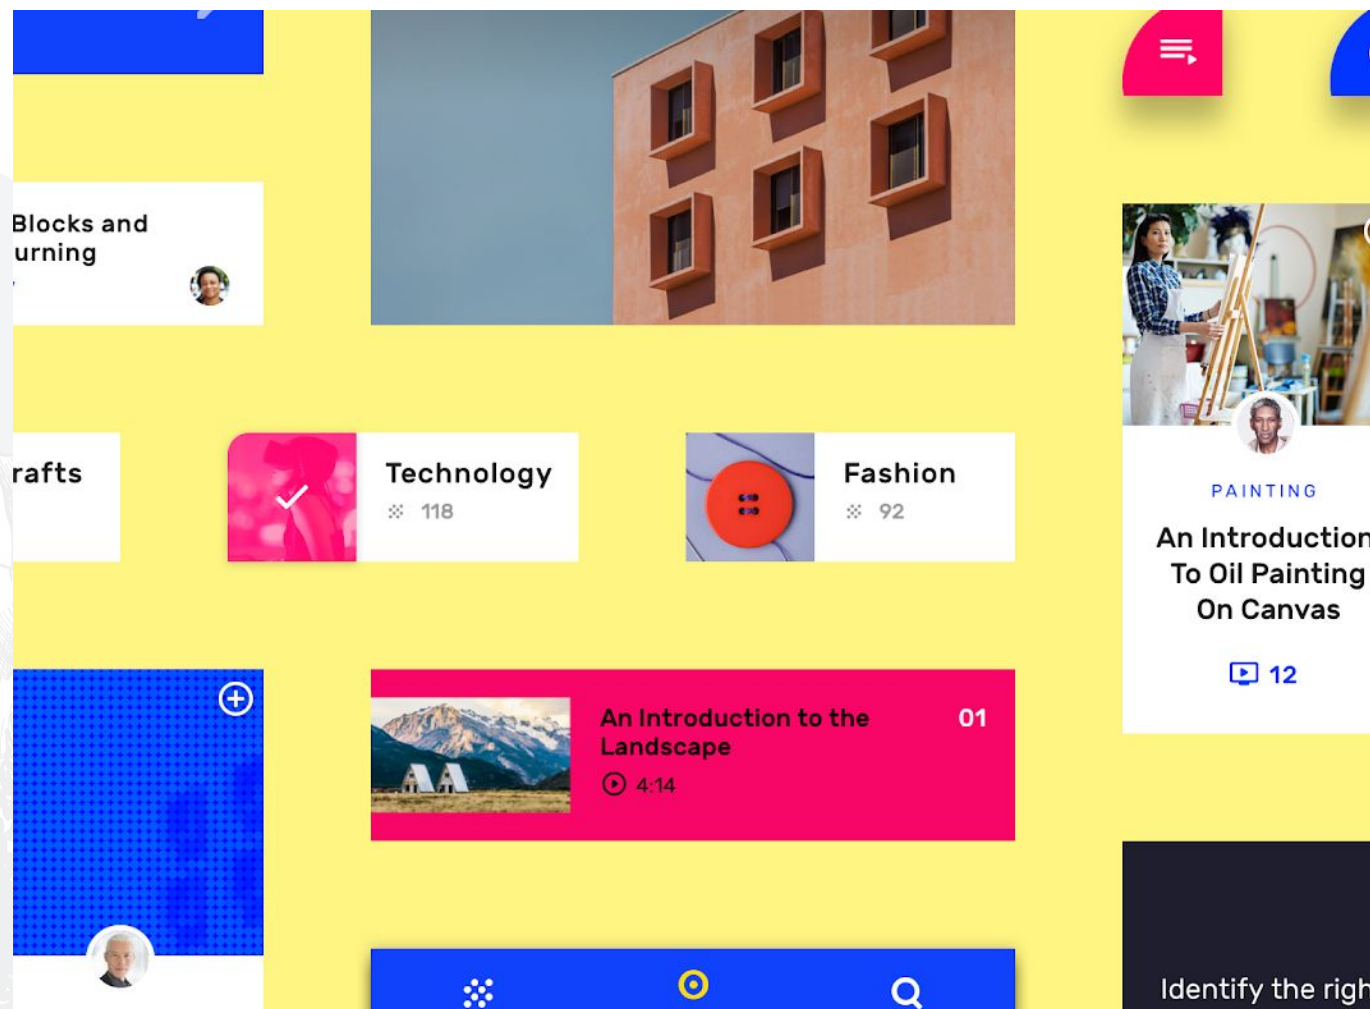 Blocks and
urning
rafts
Technology
118
Fashion
92
PAINTING
An Introduction
To Oil Painting
On Canvas
12
An Introduction to the
Landscape
01
4:14
Identify the righ